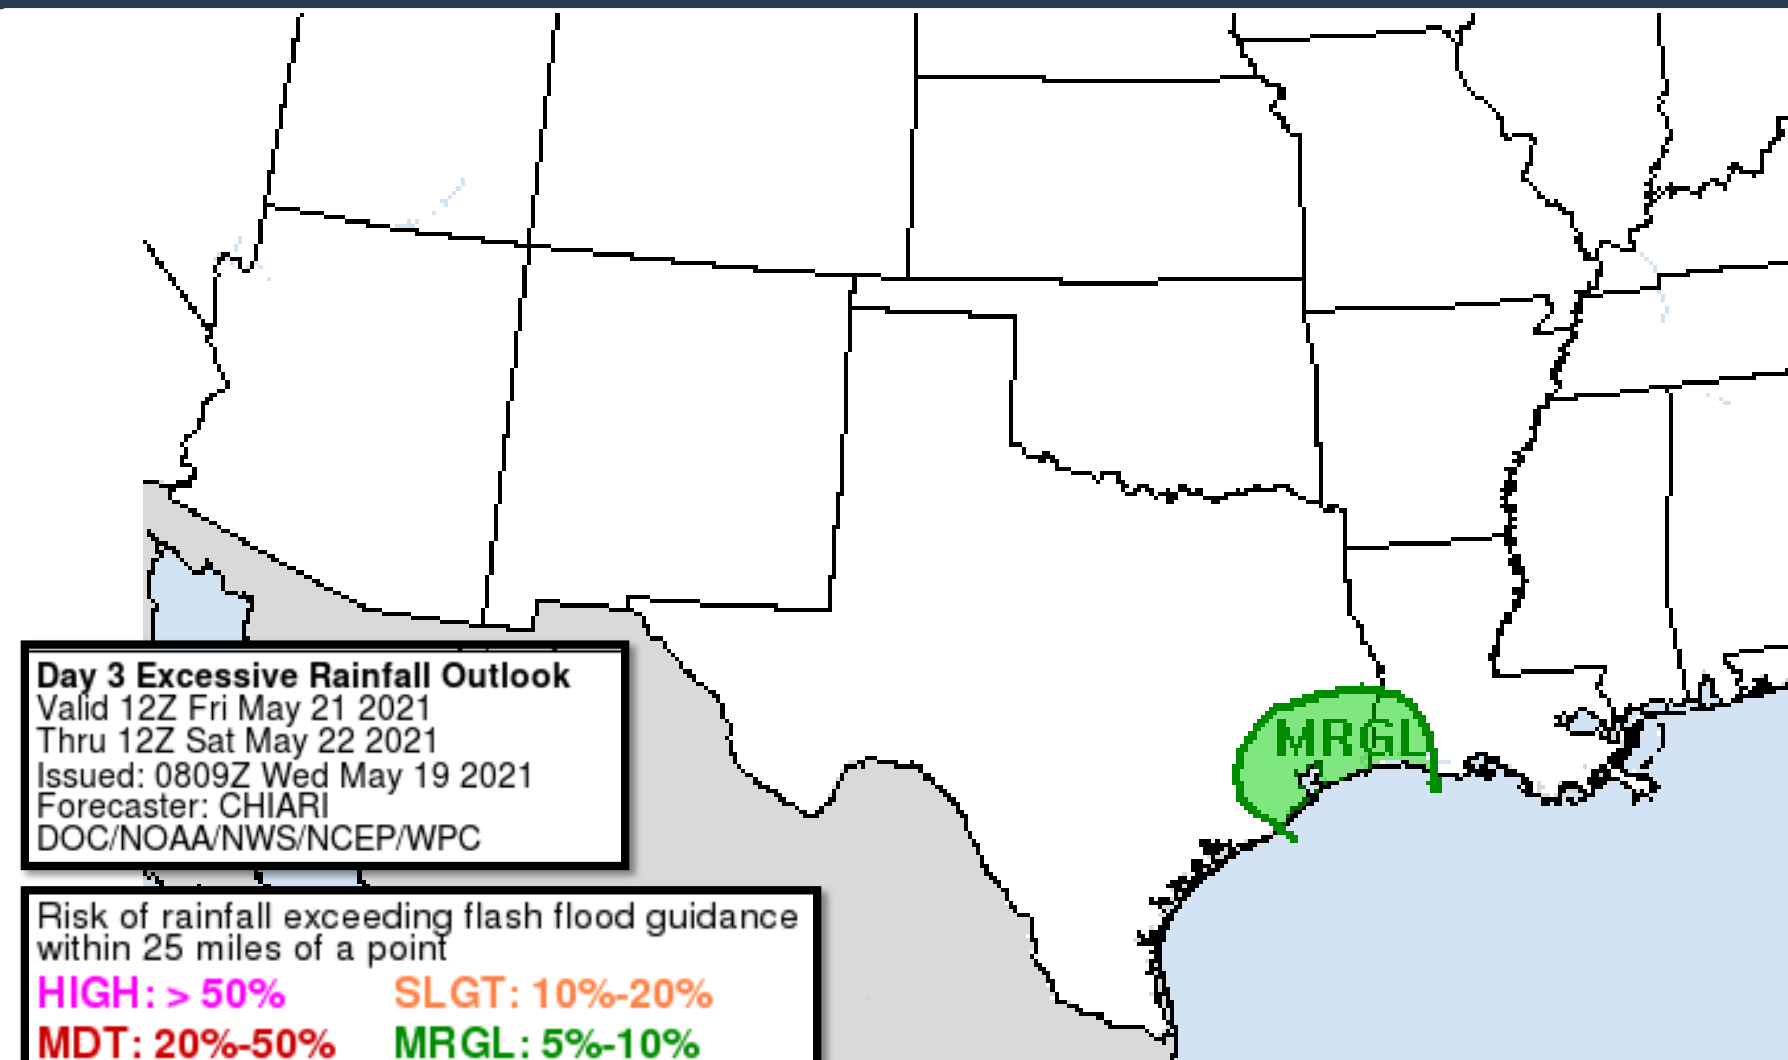 MRGL
Day 3 Excessive Rainfall Outlook
Valid 12Z Fri May 21 2021
Thru 12Z Sat May 22 2021
Issued: 0809Z Wed May 19 2021
Forecaster: CHIARI
DOC/NOAA/NWS/NCEP/WPC
Risk of rainfall exceeding flash flood guidance
within 25 miles of a point
HIGH: > 50% SLGT: 10%-20%
MDT: 20%-50% MRGL: 5%-10%